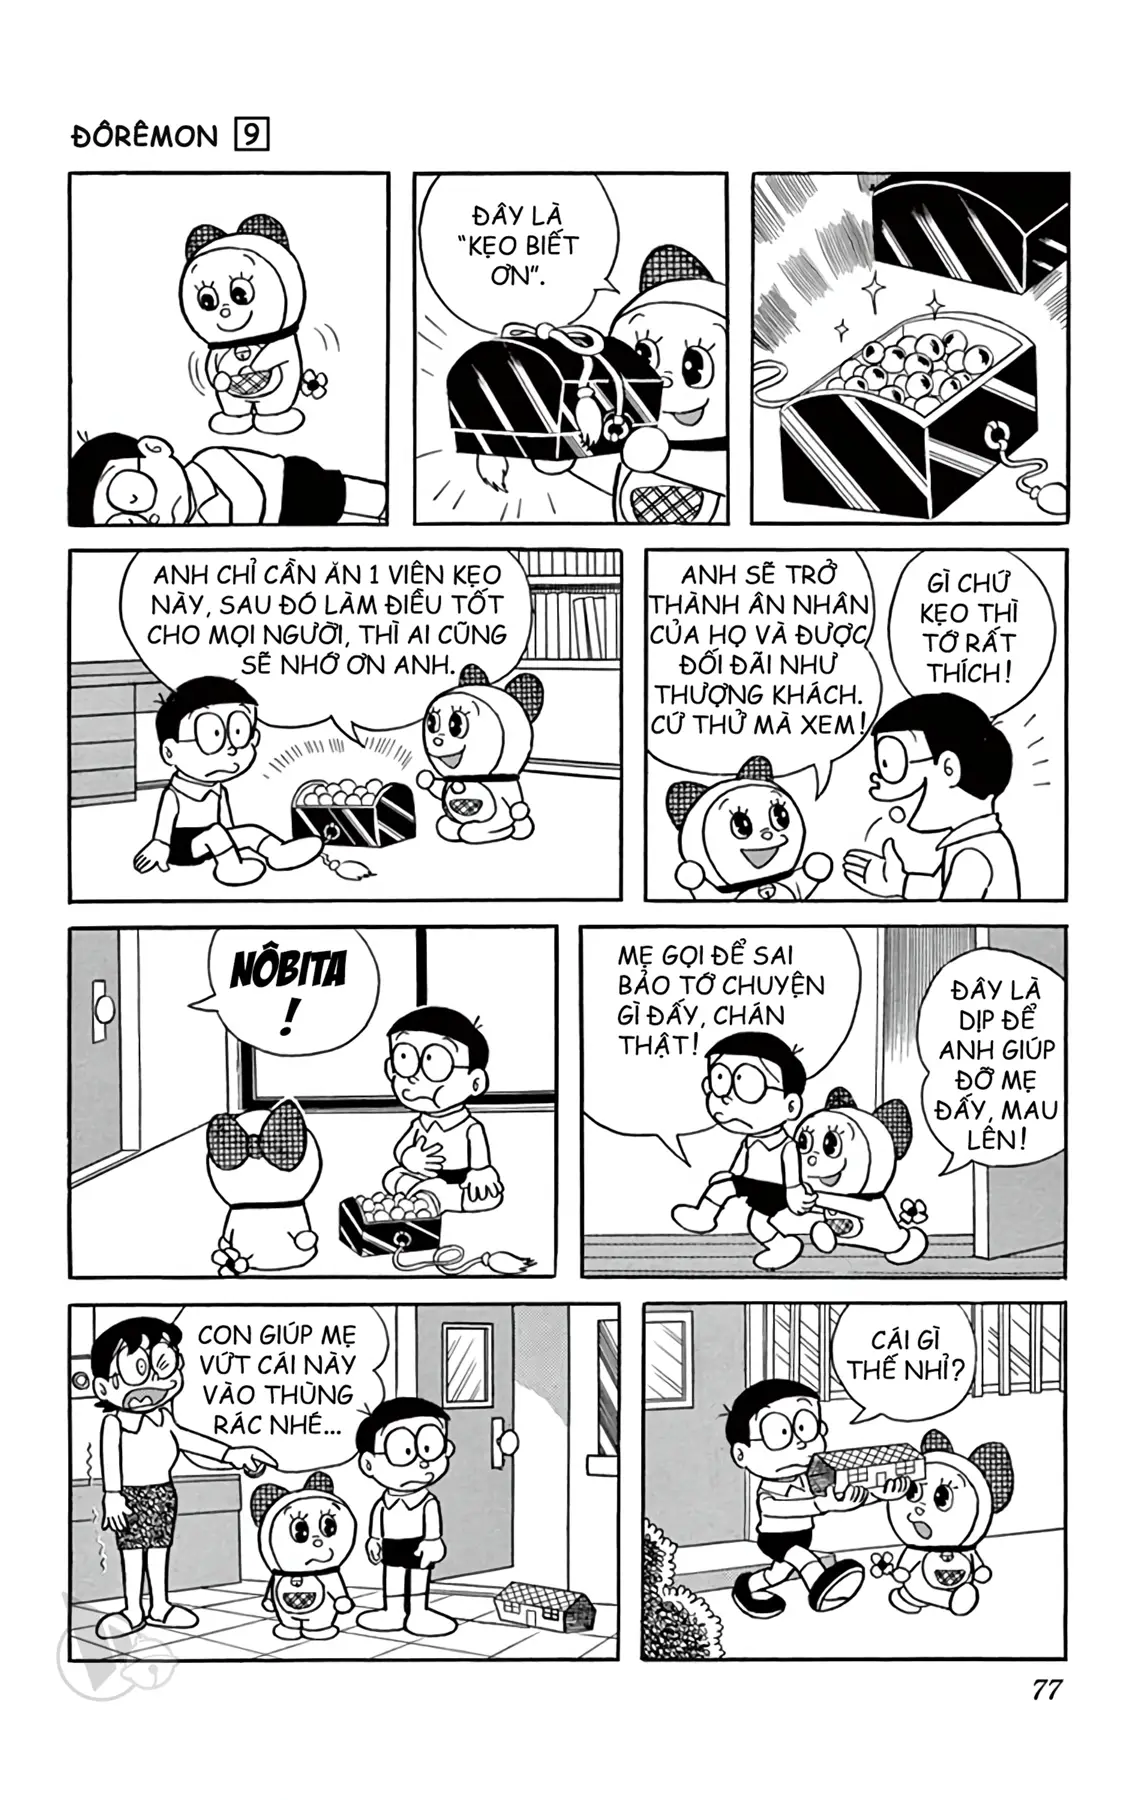 ĐÔRÊMON 9
ĐÂY LÀ
"KẸO BIẾT
ƠN".
ANH CHỈ CẦN ĂN 1 VIÊN KẸO
NÀY, SAU ĐÓ LÀM ĐIỀU TỐT
CHO MỌI NGƯỜI, THÌ AI CŨNG
SẼ NHỚ ƠN ANH.
ANH SẼ TRỞ
THÀNH ÂN NHÂN
CỦA HỌ VÀ ĐƯỢC
ĐỐI ĐÃI NHƯ
THƯỢNG KHÁCH.
CỨ THỬ MÀ XEM!
GÌ CHỨ
KẸO THÌ
TỚ RẤT
THÍCH!
NÔBITA
!
MẸ GỌI ĐỂ SAI
BẢO TỚ CHUYỆN
GÌ ĐẤY, CHÁN
THẬT!
ĐÂY LÀ
DỊP ĐỂ
ANH GIÚP
ĐỠ MẸ
ĐẤY, MAU
LÊN!
CON GIÚP MẸ
VỨT CÁI NÀY
VÀO THÙNG
RÁC NHÉ...
CÁI GÌ
THẾ NHỈ?
77